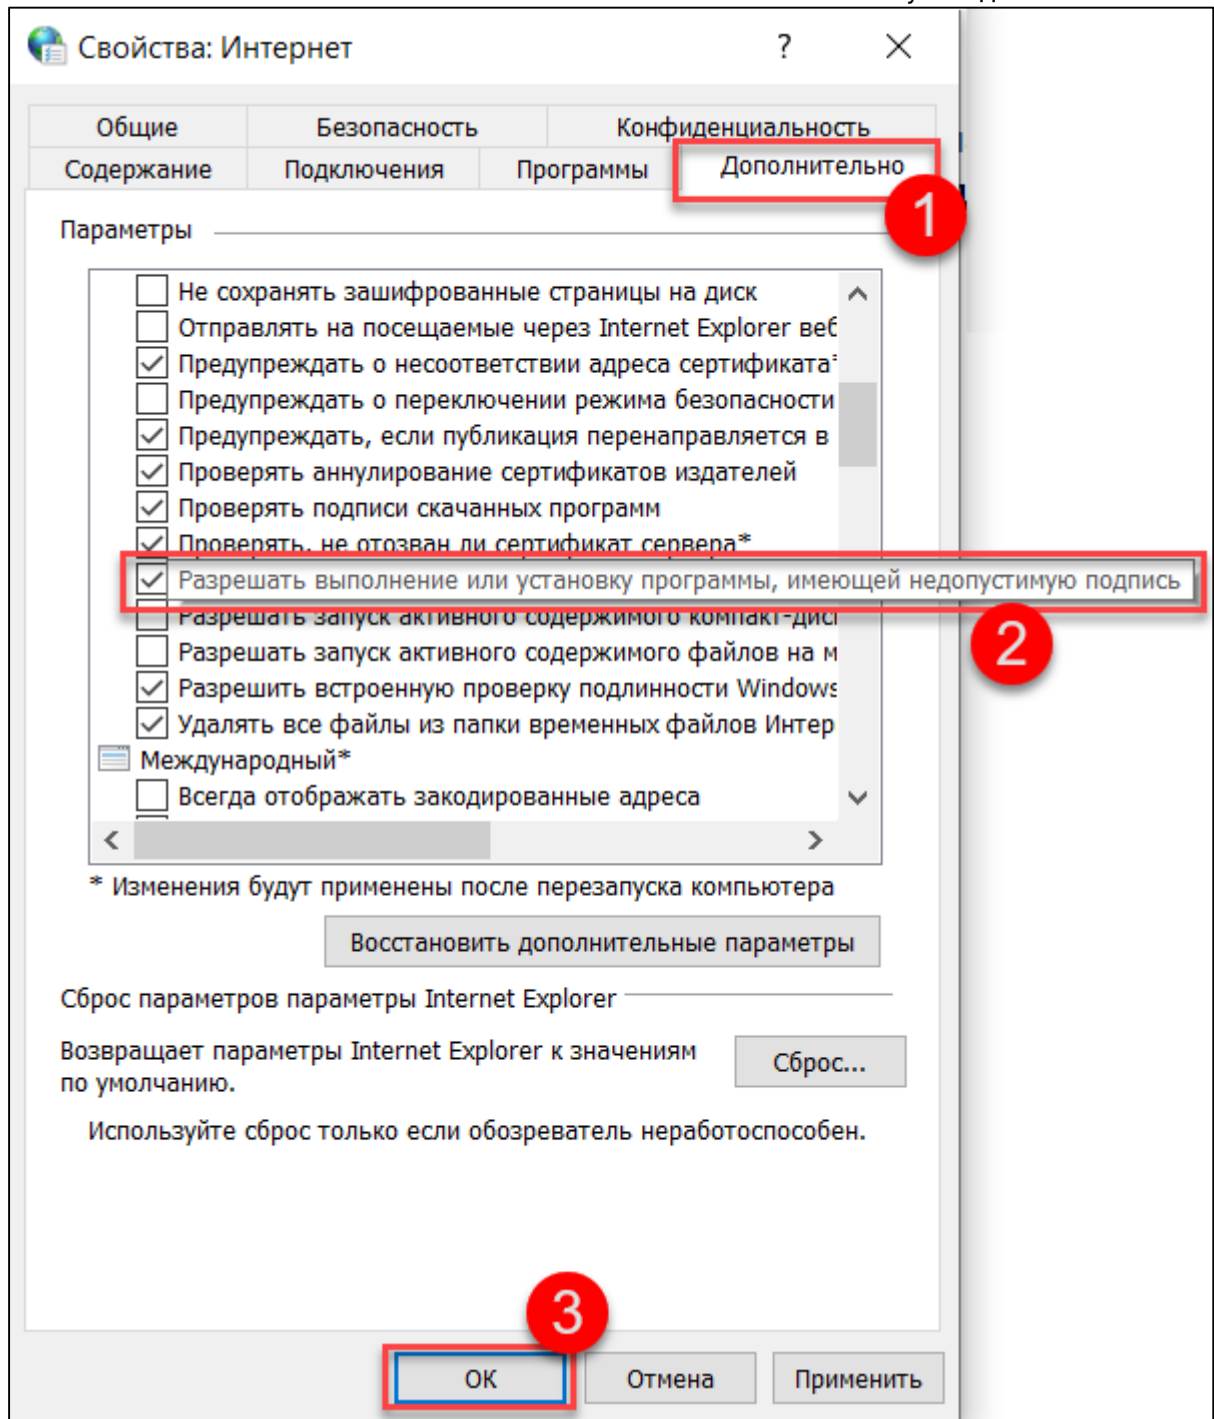 Свойства: Интернет ?
Общие Безопасность Конфиденциальность
Содержание Подключения Программы Дополнительно
1
Параметры
Не сохранять зашифрованные страницы на диск
Отправлять на посещаемые через Internet Explorer веб
Предупреждать о несоответствии адреса сертификата*
Предупреждать о переключении режима безопасности
Предупреждать, если публикация перенаправляется в
Проверять аннулирование сертификатов издателей
Проверять подписи скачанных программ
Проверять, не отозван ли сертификат сервера*
Разрешать выполнение или установку программы, имеющей недопустимую подпись
2
Разрешать запуск активного содержимого компакт-диск
Разрешать запуск активного содержимого файлов на м
Разрешить встроенную проверку подлинности Windows
Удалять все файлы из папки временных файлов Интер
Международный*
Всегда отображать закодированные адреса
* Изменения будут применены после перезапуска компьютера
Восстановить дополнительные параметры
Сброс параметров параметры Internet Explorer
Возвращает параметры Internet Explorer к значениям
по умолчанию.
Сброс...
Используйте сброс только если обозреватель неработоспособен.
3
ОК Отмена Применить